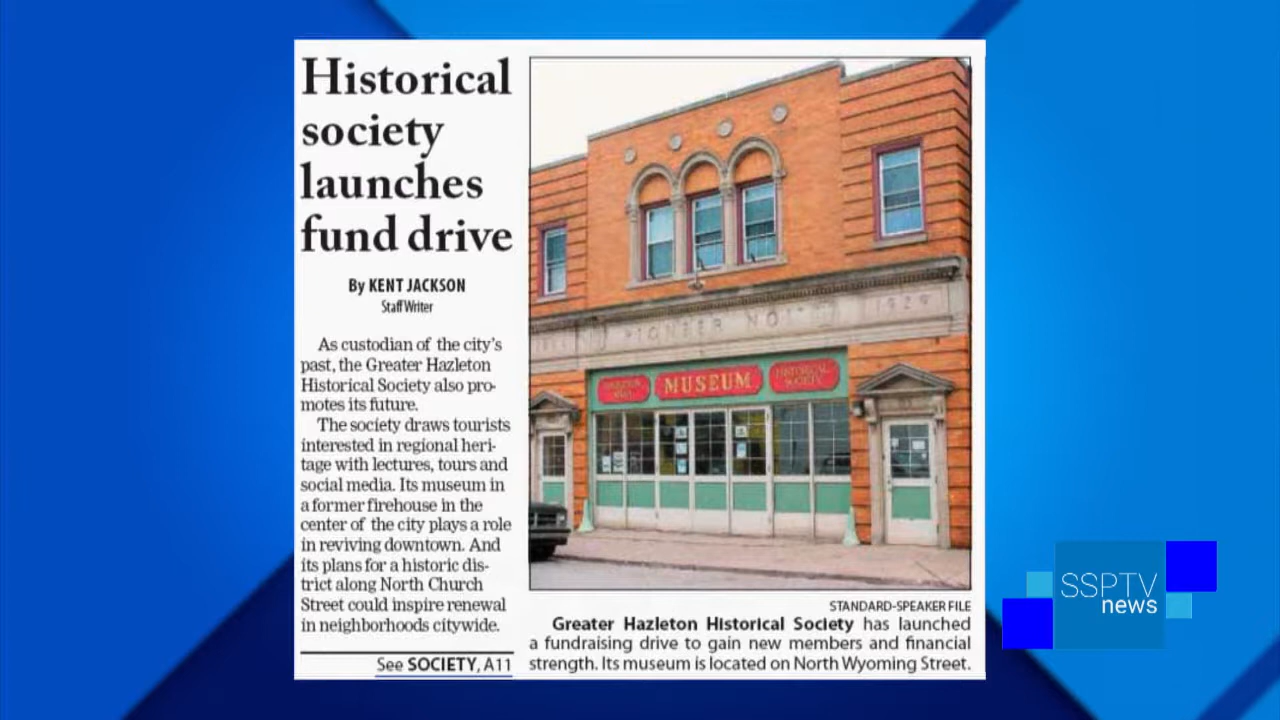 Historical
society
launches
fund drive
By KENT JACKSON
Staff Writer
As custodian of the city's
past, the Greater Hazleton
Historical Society also pro-
motes its future.
The society draws tourists
interested in regional heri-
tage with lectures, tours and
social media. Its museum in
a former firehouse in the
center of the city plays a role
in reviving downtown. And
its plans for a historic dis-
trict along North Church
Street could inspire renewal
in neighborhoods citywide.
See SOCIETY, A11
PIONEER 1929
MUSEUM
HISTORICAL
SOCIETY
STANDARD-SPEAKER FILE
Greater Hazleton Historical Society has launched
a fundraising drive to gain new members and financial
strength. Its museum is located on North Wyoming Street.
SSPTV
news